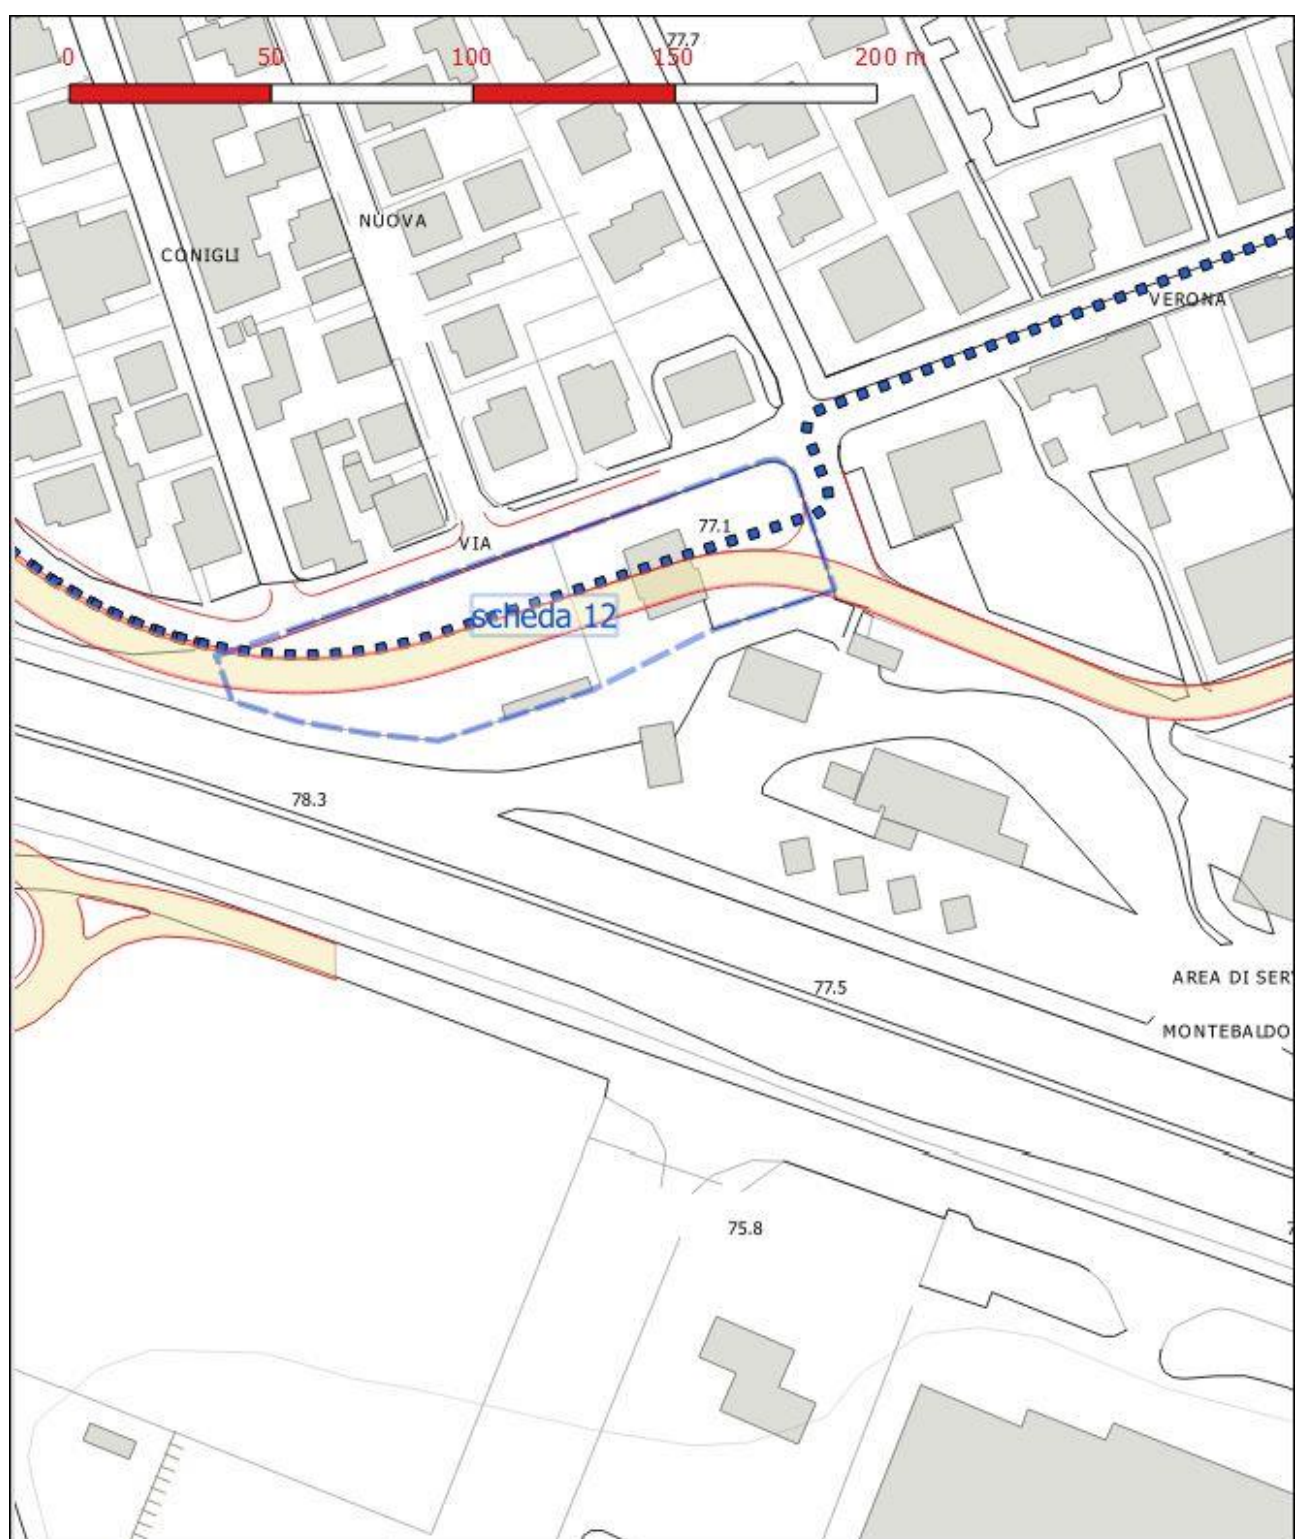 77.7
0 50 100 150 200 m
NUOVA
CONIGLI
VERONA
77.1
VIA
scheda 12
78.3
AREA DI SER
77.5
MONTEBALDO
75.8